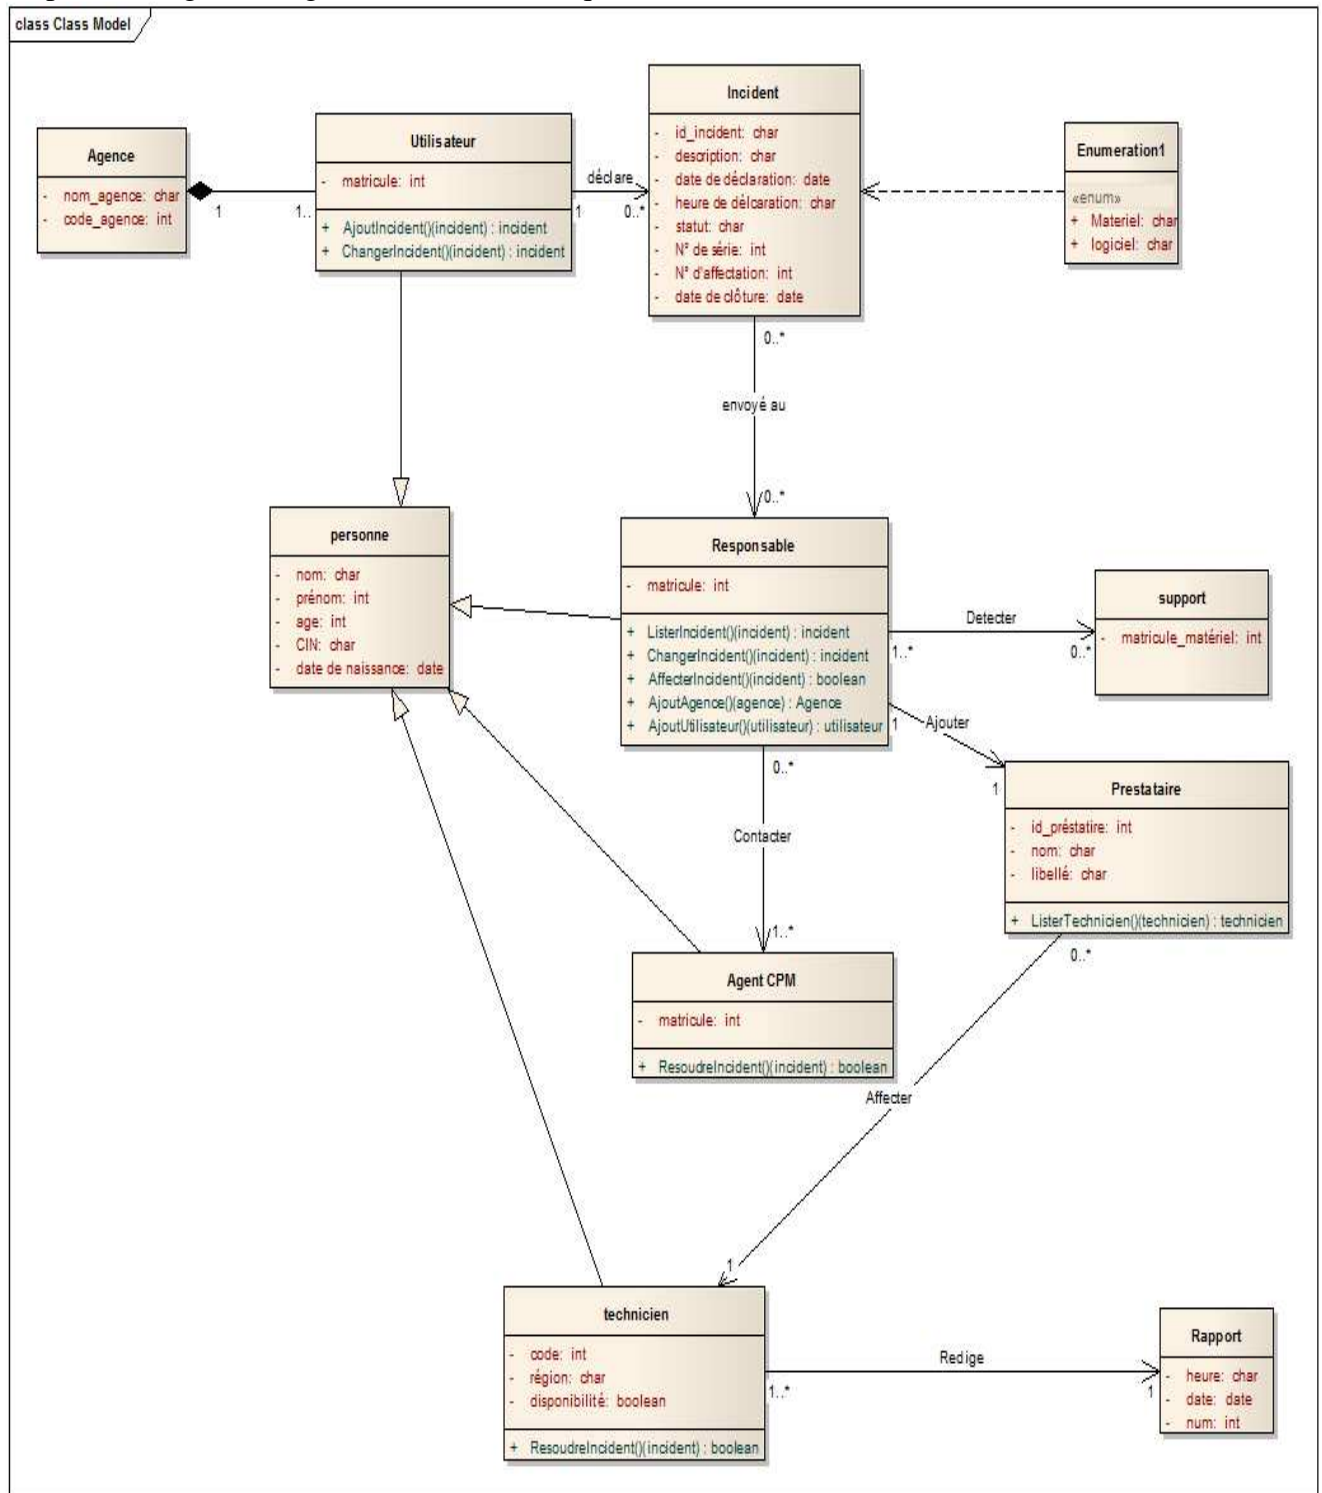 class Class Model
Agence
- nom_agence: char
- code_agence: int
1
1..
Utilisateur
- matricule: int
+ AjoutIncident()(incident) : incident
+ ChangerIncident()(incident) : incident
déclare
1
0..*
Incident
- id_incident: char
- description: char
- date de déclaration: date
- heure de délcaration: char
- statut: char
- N° de série: int
- N° d'affectation: int
- date de clôture: date
Enumeration1
«enum»
+ Materiel: char
+ logiciel: char
0..*
envoyé au
0..*
personne
- nom: char
- prénom: int
- age: int
- CIN: char
- date de naissance: date
Responsable
- matricule: int
+ ListerIncident()(incident) : incident
+ ChangerIncident()(incident) : incident
+ AffecterIncident()(incident) : boolean
+ AjoutAgence()(agence) : Agence
+ AjoutUtilisateur()(utilisateur) : utilisateur
Detecter
1..*
0..*
support
- matricule_matériel: int
1
Ajouter
1
Prestataire
- id_préstatire: int
- nom: char
- libellé: char
+ ListerTechnicien()(technicien) : technicien
0..*
Contacter
1..*
Agent CPM
- matricule: int
+ ResoudreIncident()(incident) : boolean
0..*
Affecter
1
technicien
- code: int
- région: char
- disponibilité: boolean
+ ResoudreIncident()(incident) : boolean
Redige
1..*
1
Rapport
- heure: char
- date: date
- num: int